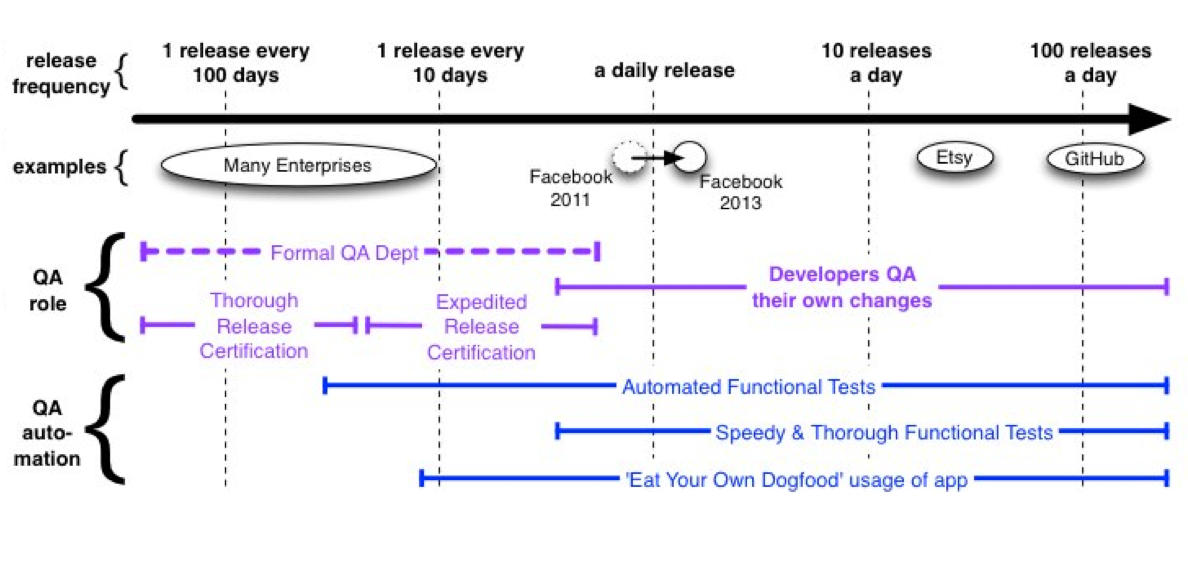 release
frequency
1 release every
100 days
1 release every
10 days
a daily release
10 releases
a day
100 releases
a day
examples
Many Enterprises
Facebook
2011
Facebook
2013
Etsy
GitHub
QA
role
Formal QA Dept
Thorough
Release
Certification
Expedited
Release
Certification
Developers QA
their own changes
QA
auto-
mation
Automated Functional Tests
Speedy & Thorough Functional Tests
'Eat Your Own Dogfood' usage of app